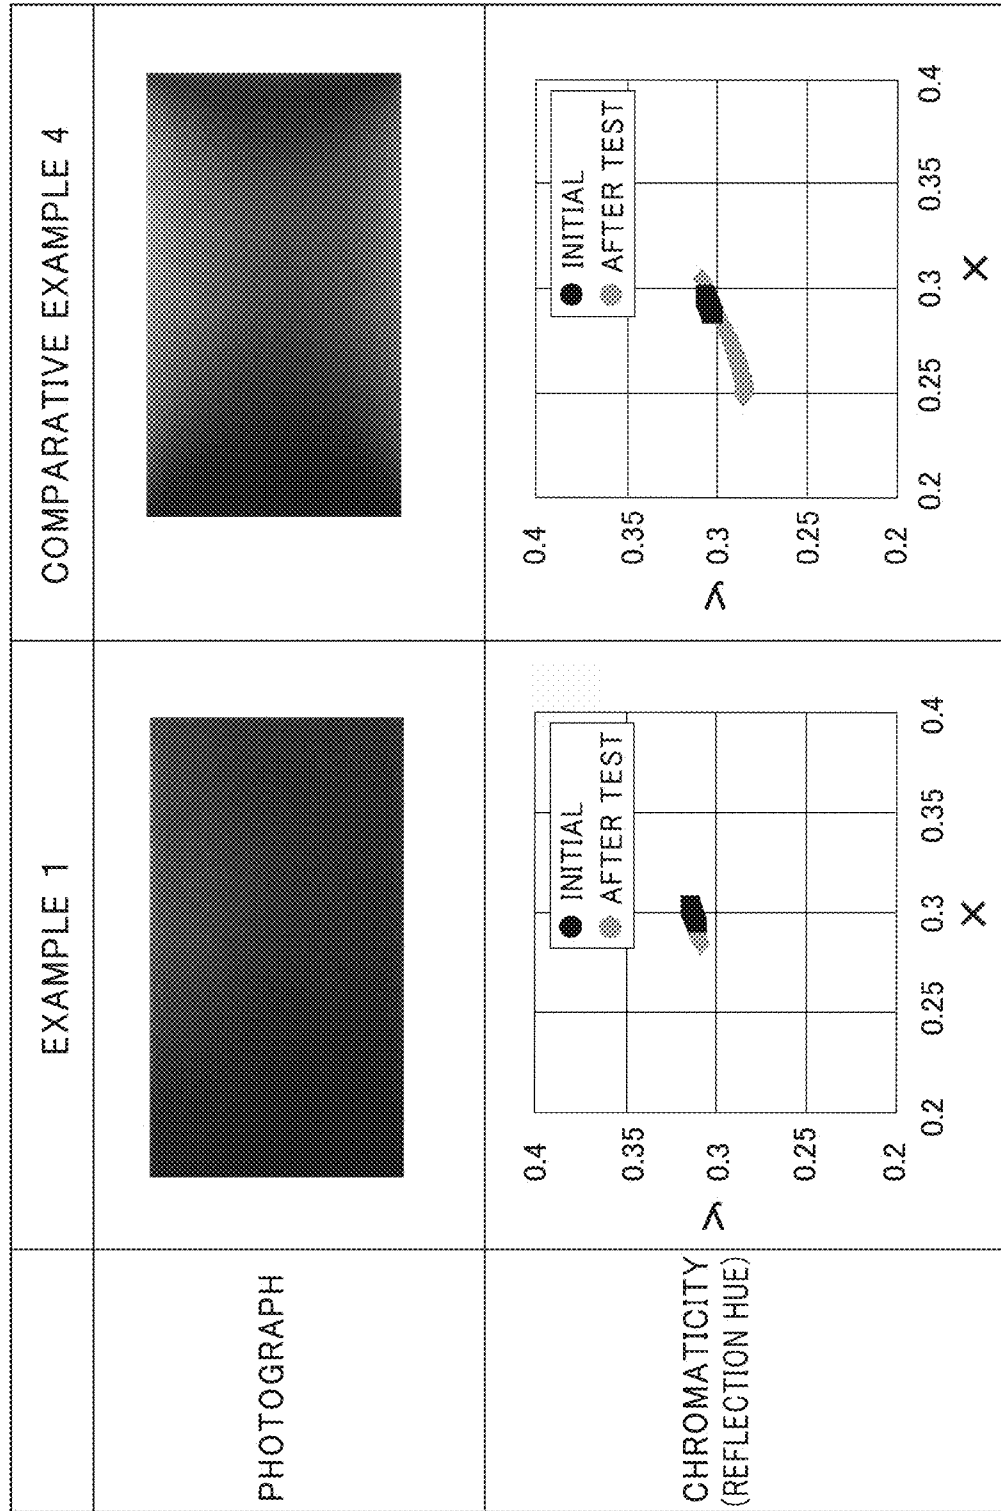 EXAMPLE 1
COMPARATIVE EXAMPLE 4
PHOTOGRAPH
CHROMATICITY
(REFLECTION HUE)
0.4
0.35
0.3
0.25
0.2
y
INITIAL
AFTER TEST
0.2
0.25
0.3
0.35
0.4
X
0.4
0.35
0.3
0.25
0.2
y
INITIAL
AFTER TEST
0.2
0.25
0.3
0.35
0.4
X